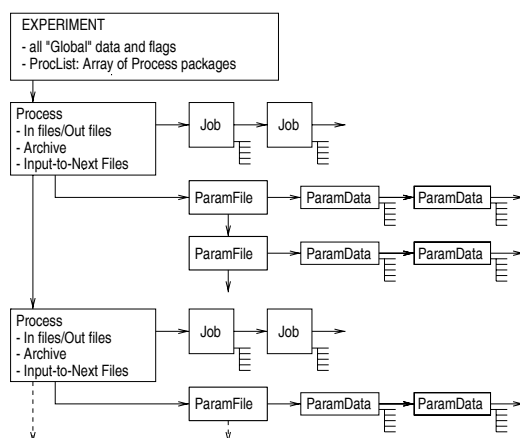 EXPERIMENT
- all "Global" data and flags
- ProcList: Array of Process packages
Process
- In files/Out files
- Archive
- Input-to-Next Files
Job
Job
ParamFile
ParamData
ParamData
ParamFile
ParamData
ParamData
Process
- In files/Out files
- Archive
- Input-to-Next Files
Job
Job
ParamFile
ParamData
ParamData